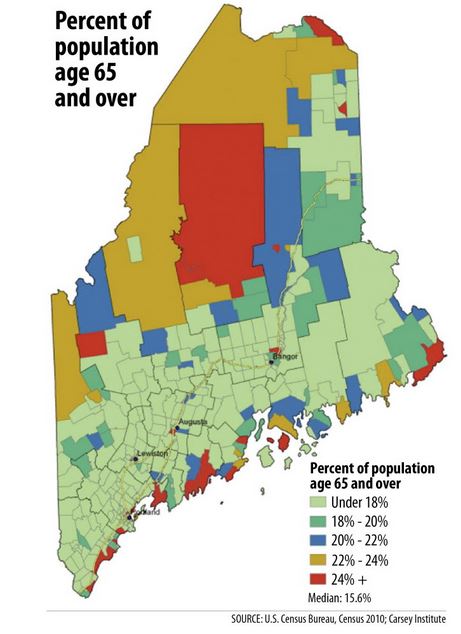 Percent of
population
age 65
and over
Bangor
Augusta
Lewiston
Portland
Percent of population
age 65 and over
Under 18%
18% - 20%
20% - 22%
22% - 24%
24% +
Median: 15.6%
SOURCE: U.S. Census Bureau, Census 2010; Carsey Institute